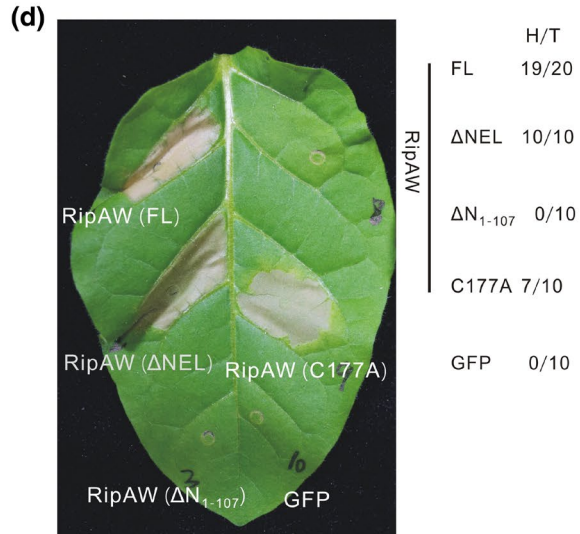 (d)
H/T
FL 19/20
ΔNEL 10/10
ΔN1-107 0/10
C177A 7/10
GFP 0/10
RipAW
RipAW (FL)
RipAW (ΔNEL)
RipAW (C177A)
3
10
RipAW (ΔN1-107)
GFP